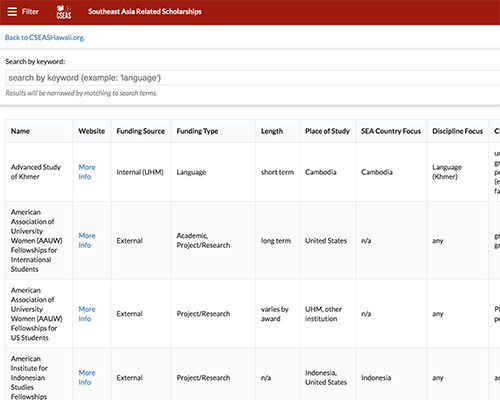 Filter
CSEAS
Southeast Asia Related Scholarships
Back to CSEASHawaii.org.
Search by keyword:
search by keyword (example: 'language')
Results will be narrowed by matching to search terms.
Name Website Funding Source Funding Type Length Place of Study SEA Country Focus Discipline Focus
Advanced Study
of Khmer
More
Info
Internal (UHM)
Language
short term
Cambodia
Cambodia
Language
(Khmer)
American
Association of
University
Women (AAUW)
Fellowships for
International
Students
More
Info
External
Academic,
Project/Research
long term
United States
n/a
any
American
Association of
University
Women (AAUW)
Fellowships for
US Students
More
Info
External
Project/Research
varies by
award
UHM, other
institution
n/a
any
American
Institute for
Indonesian
Studies
Fellowships
More
Info
External
Project/Research
n/a
Indonesia,
United States
Indonesia
any